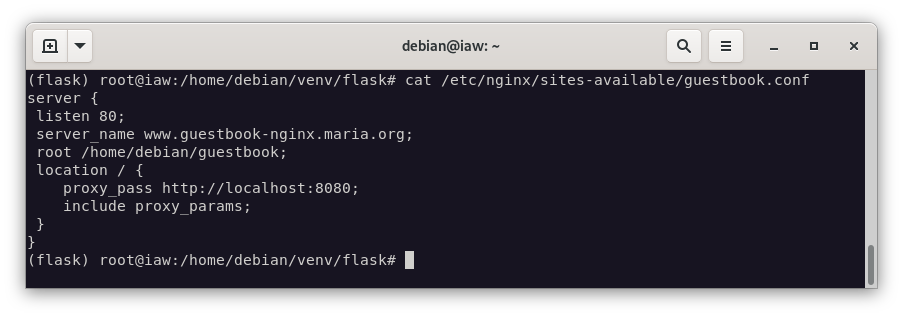 debian@iaw: ~
(flask) root@iaw:/home/debian/venv/flask# cat /etc/nginx/sites-available/guestbook.conf
server {
 listen 80;
 server_name www.guestbook-nginx.maria.org;
 root /home/debian/guestbook;
 location / {
    proxy_pass http://localhost:8080;
    include proxy_params;
 }
}
(flask) root@iaw:/home/debian/venv/flask#